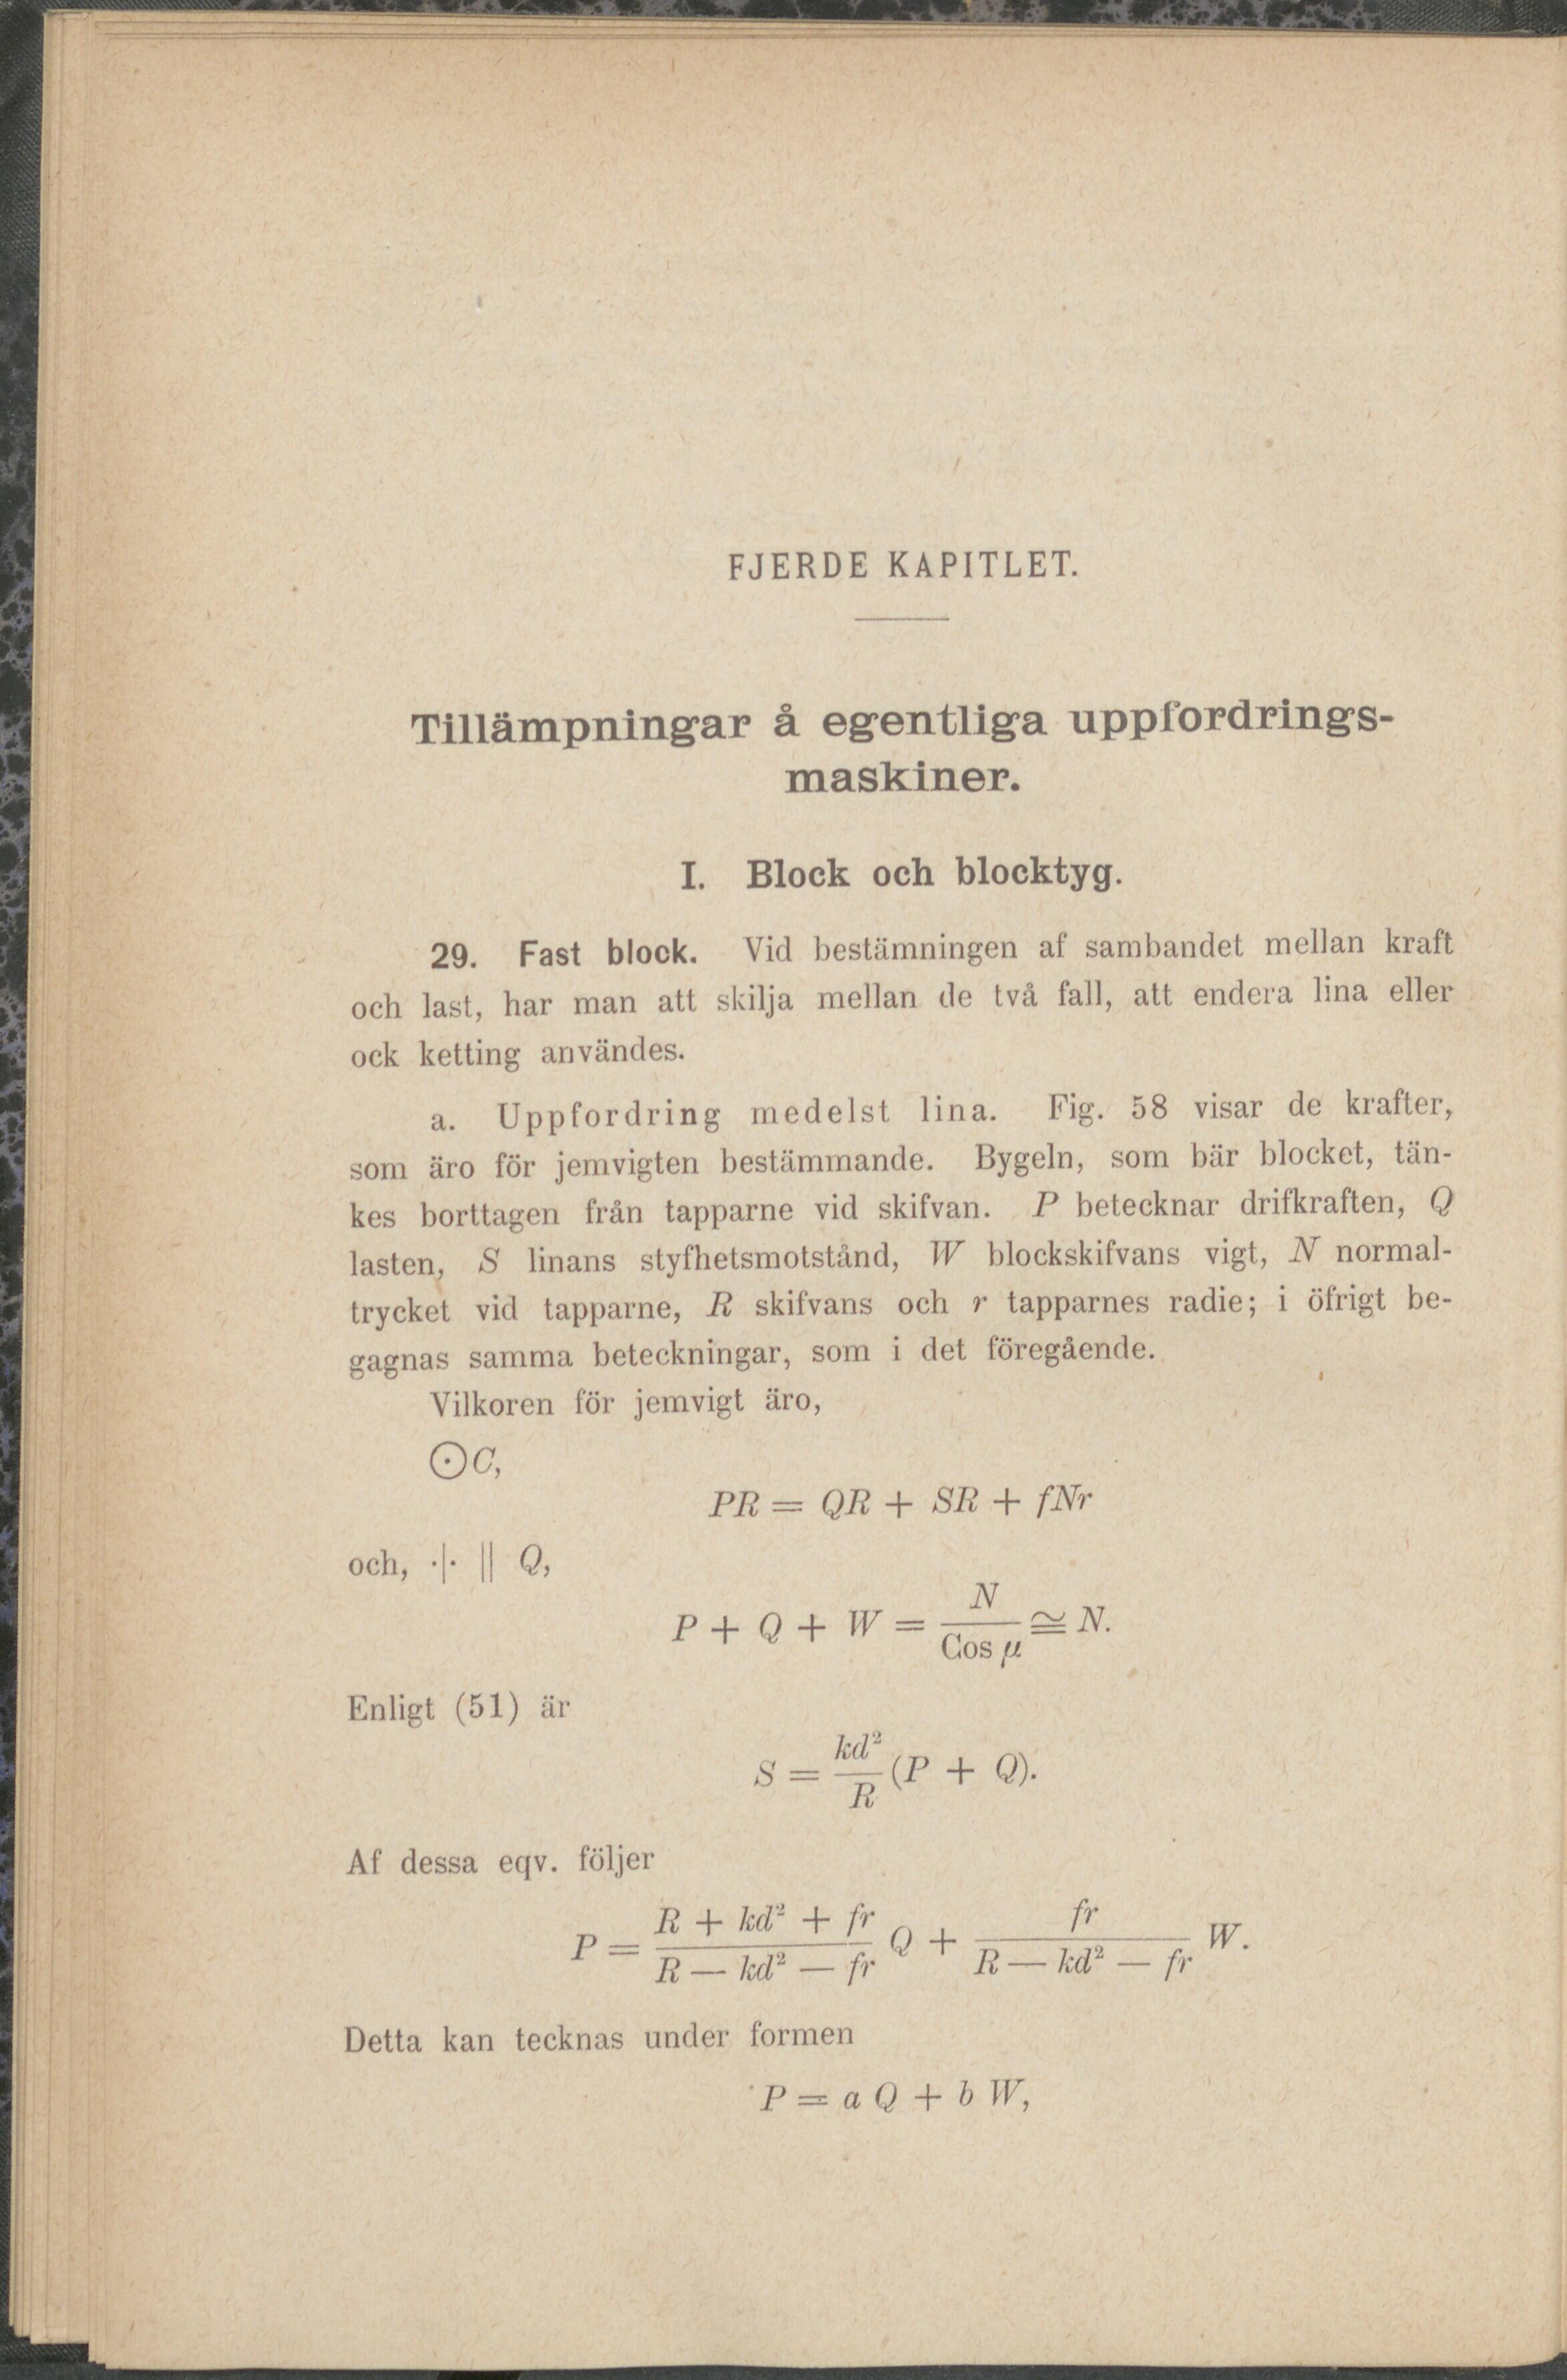 FJERDE KAPITLET.
Tillämpningar å egentliga uppfordrings-
maskiner.
I. Block och blocktyg.
29. Fast block. Vid bestämningen af sambandet mellan kraft
och last, har man att skilja mellan de två fall, att endera lina eller
ock ketting användes.
a. Uppfordring medelst lina. Fig. 58 visar de krafter,
som äro för jemvigten bestämmande. Bygeln, som bär blocket, tän-
kes borttagen från tapparne vid skifvan. P betecknar drifkraften, Q
lasten, S linans styfhetsmotstånd, W blockskifvans vigt, N normal-
trycket vid tapparne, R skifvans och r tapparnes radie; i öfrigt be-
gagnas samma beteckningar, som i det föregående.
Vilkoren för jemvigt äro,
⊙C,
PR = QR + SR + fNr
och, ·|· || Q,
P + Q + W = N / Cos μ ≅ N.
Enligt (51) är
S = kd² / R (P + Q).
Af dessa eqv. följer
P = (R + kd² + fr) / (R — kd² — fr) Q + fr / (R — kd² — fr) W.
Detta kan tecknas under formen
P = a Q + b W,